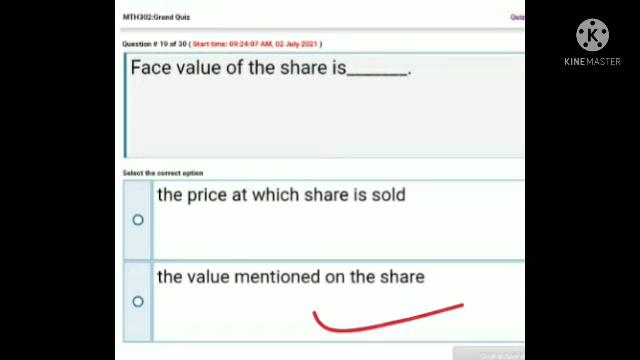 MTH302:Grand Quiz
Quiz
Question # 19 of 30 ( Start time: 09:24:07 AM, 02 July 2021 )
Face value of the share is_______.
Select the correct option
the price at which share is sold
the value mentioned on the share
K
KINEMASTER